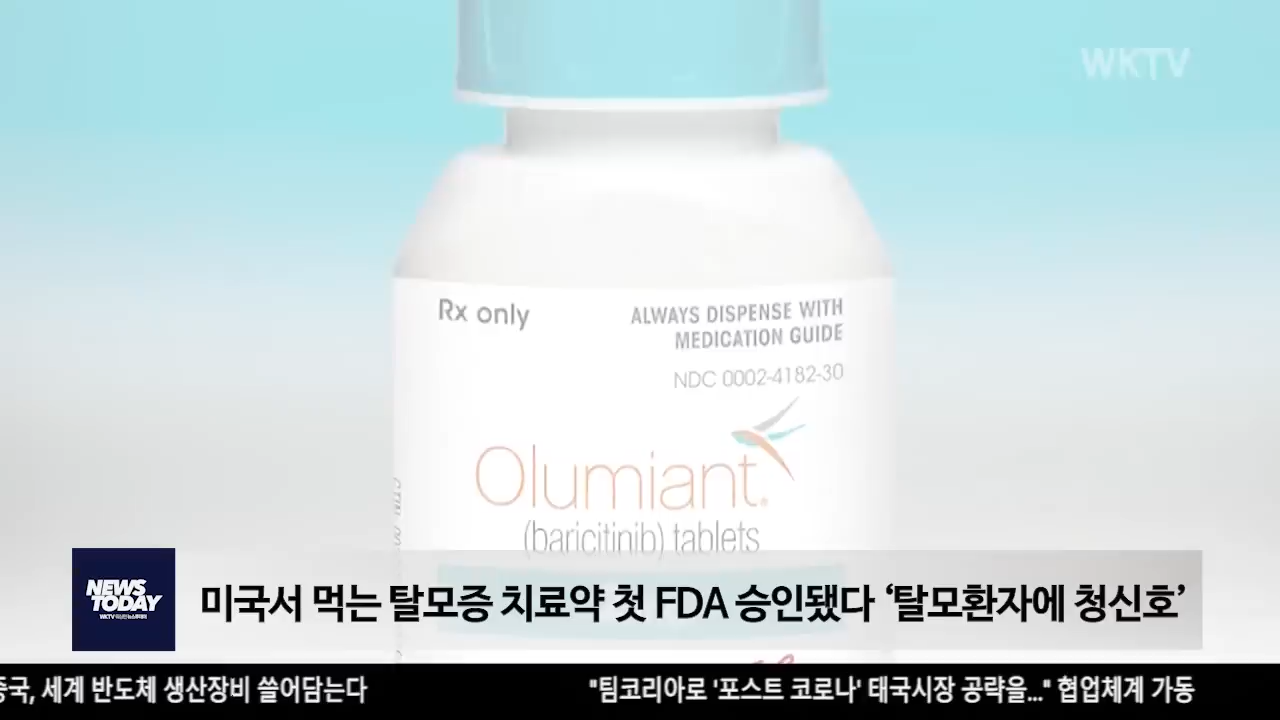 WKTV
Rx only
ALWAYS DISPENSE WITH
MEDICATION GUIDE
NDC 0002-4182-30
Olumiant®
(baricitinib) tablets
NEWS
TODAY
WKTV
미국서 먹는 탈모증 치료약 첫 FDA 승인됐다 ‘탈모환자에 청신호’
중국, 세계 반도체 생산장비 쓸어담는다
"팀코리아로 '포스트 코로나' 태국시장 공략을..." 협업체계 가동